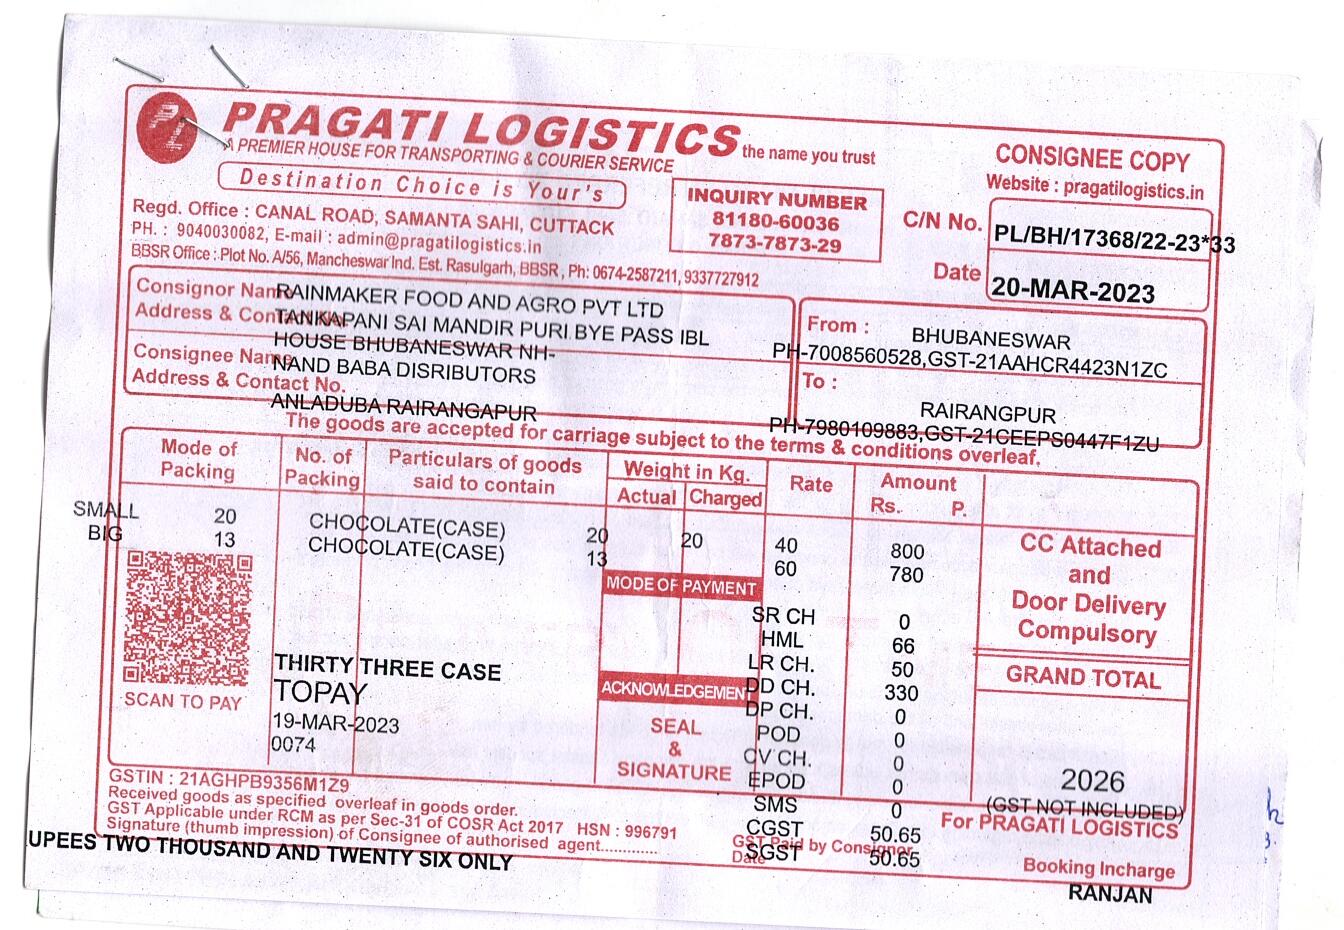 PRAGATI LOGISTICS the name you trust
A PREMIER HOUSE FOR TRANSPORTING & COURIER SERVICE
Destination Choice is Your's
CONSIGNEE COPY
Website : pragatilogistics.in
INQUIRY NUMBER
81180-60036
7873-7873-29
C/N No. PL/BH/17368/22-23*33
Date 20-MAR-2023
Regd. Office : CANAL ROAD, SAMANTA SAHI, CUTTACK
PH. : 9040030082, E-mail : admin@pragatilogistics.in
BBSR Office : Plot No. A/56, Mancheswar Ind. Est. Rasulgarh, BBSR, Ph: 0674-2587211, 9337727912
Consignor Name RAINMAKER FOOD AND AGRO PVT LTD
Address & Contact No. TANKAPANI SAI MANDIR PURI BYE PASS IBL
HOUSE BHUBANESWAR NH-
Consignee Name NAND BABA DISRIBUTORS
Address & Contact No.
ANLADUBA RAIRANGAPUR
From : BHUBANESWAR
PH-7008560528,GST-21AAHCR4423N1ZC
To :
RAIRANGPUR
PH-7980109883,GST-21CEEPS0447F1ZU
The goods are accepted for carriage subject to the terms & conditions overleaf.
Mode of Packing No. of Packing Particulars of goods said to contain Weight in Kg. Actual Charged Rate Amount Rs. P.
SMALL 20 CHOCOLATE(CASE) 20 20 40 800
BIG 13 CHOCOLATE(CASE) 13 60 780
CC Attached
and
Door Delivery
Compulsory
MODE OF PAYMENT
SR CH 0
HML 66
LR CH. 50
DD CH. 330
DP CH. 0
POD 0
CV CH. 0
EPOD 0
SMS 0
CGST 50.65
SGST 50.65
GRAND TOTAL
2026
(GST NOT INCLUDED)
THIRTY THREE CASE
TOPAY
19-MAR-2023
0074
ACKNOWLEDGEMENT
SEAL
&
SIGNATURE
SCAN TO PAY
GSTIN : 21AGHPB9356M1Z9
Received goods as specified overleaf in goods order.
GST Applicable under RCM as per Sec-31 of COSR Act 2017 HSN : 996791
Signature (thumb impression) of Consignee of authorised agent.............
GST Paid by Consignor
Date
For PRAGATI LOGISTICS
Booking Incharge
RANJAN
UPEES TWO THOUSAND AND TWENTY SIX ONLY